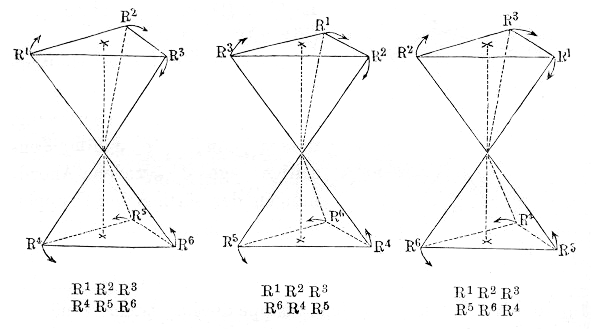 R² R¹ R³
R¹ R³ R³ R² R² R¹
R⁵ R⁶ R⁴
R⁴ R⁶ R⁵ R⁴ R⁶ R⁵
R¹ R² R³
R⁴ R⁵ R⁶
R¹ R² R³
R⁶ R⁴ R⁵
R¹ R² R³
R⁵ R⁶ R⁴